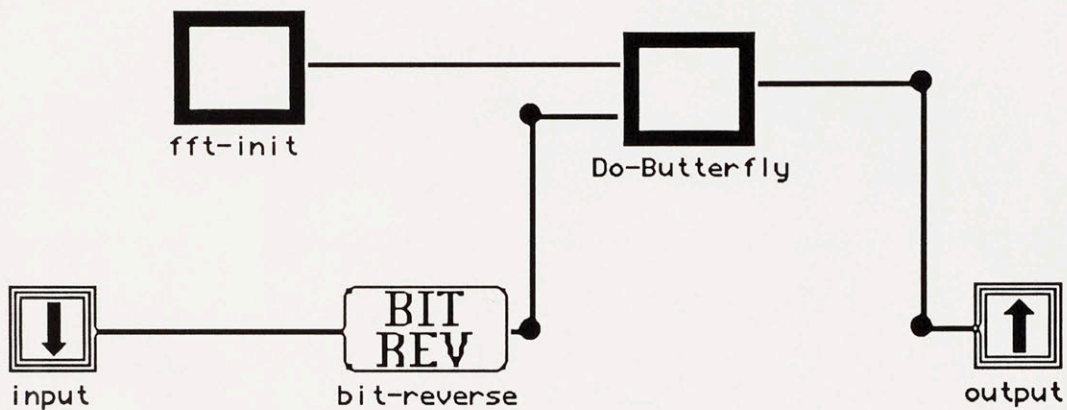 fft-init
Do-Butterfly
BIT
REV
input
bit-reverse
output